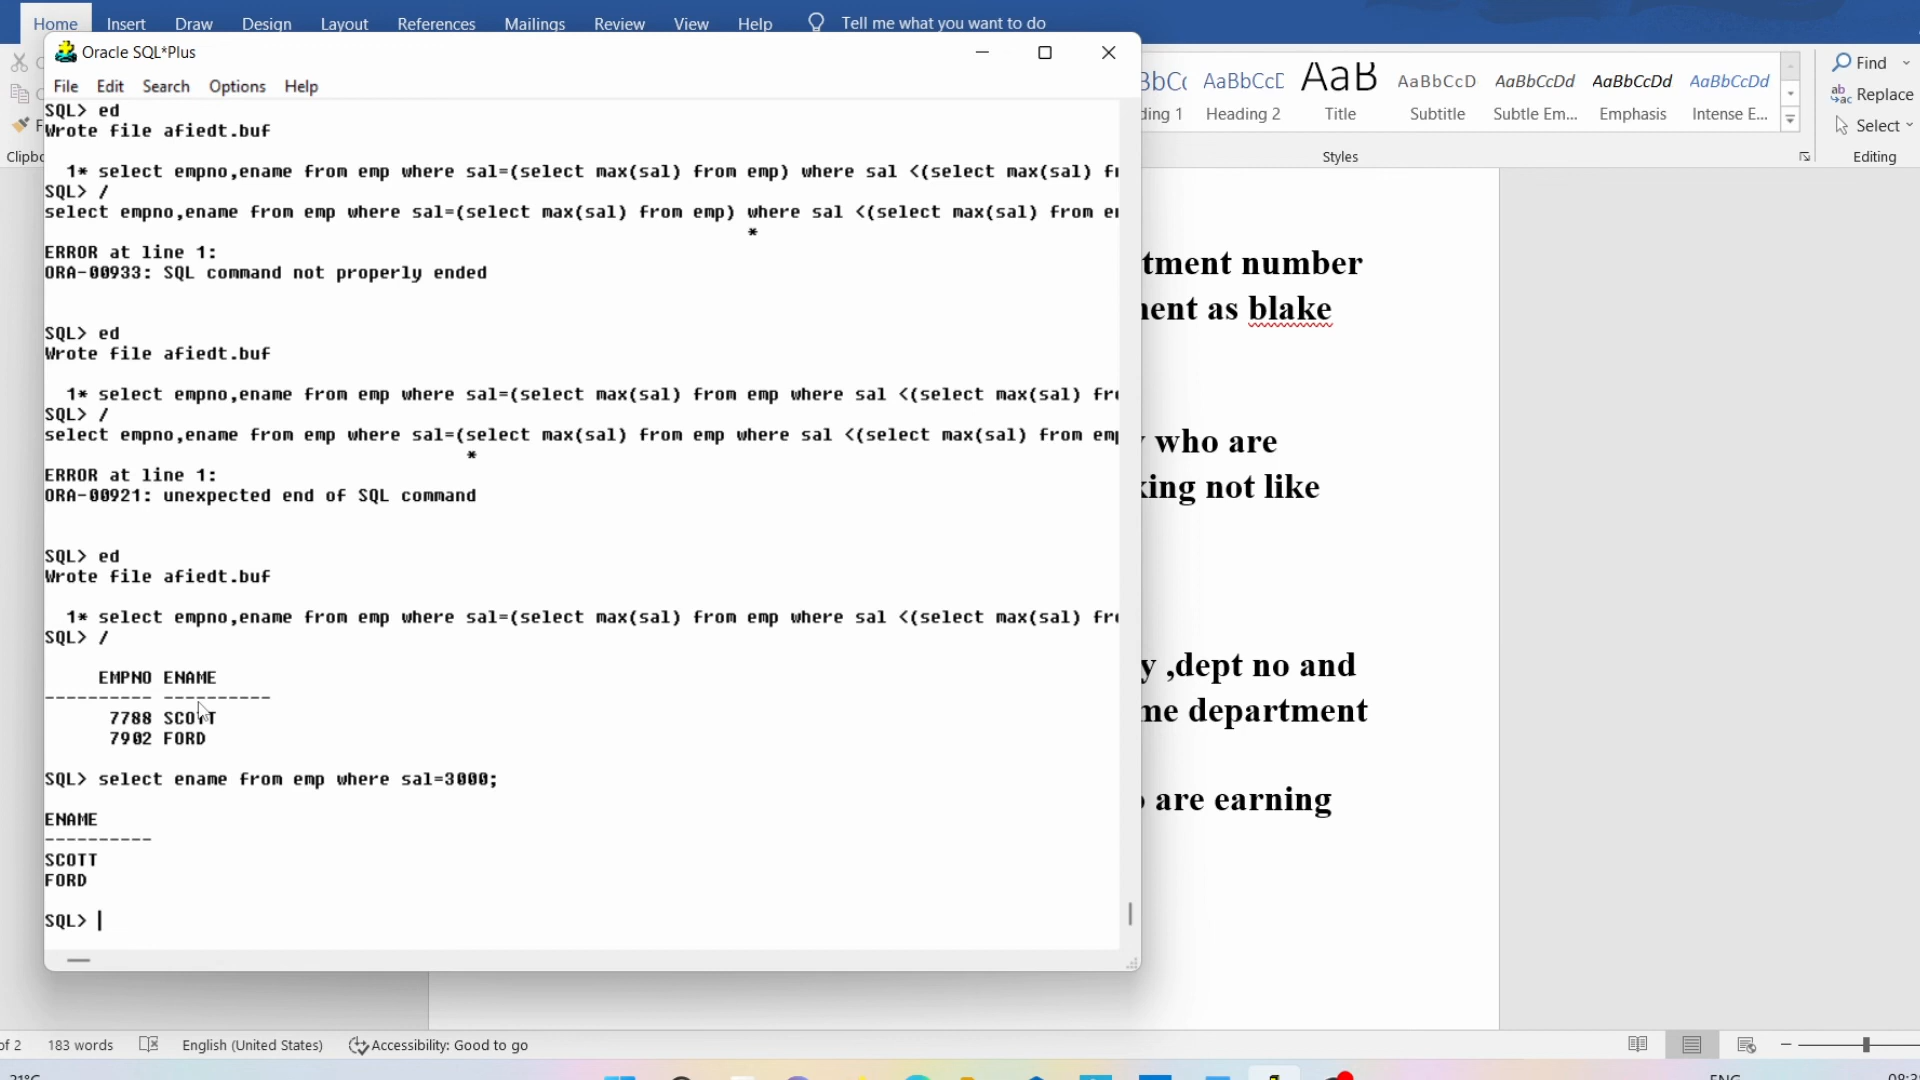 Home Insert Draw Design Layout References Mailings Review View Help Tell me what you want to do
Oracle SQL*Plus
File Edit Search Options Help
SQL> ed
Wrote file afiedt.buf
1* select empno,ename from emp where sal=(select max(sal) from emp) where sal <(select max(sal)
SQL> /
select empno,ename from emp where sal=(select max(sal) from emp) where sal <(select max(sal) from
*
ERROR at line 1:
ORA-00933: SQL command not properly ended
SQL> ed
Wrote file afiedt.buf
1* select empno,ename from emp where sal=(select max(sal) from emp where sal <(select max(sal)
SQL> /
select empno,ename from emp where sal=(select max(sal) from emp where sal <(select max(sal) from
*
ERROR at line 1:
ORA-00921: unexpected end of SQL command
SQL> ed
Wrote file afiedt.buf
1* select empno,ename from emp where sal=(select max(sal) from emp where sal <(select max(sal)
SQL> /
EMPNO ENAME
---------- ----------
7788 SCOTT
7902 FORD
SQL> select ename from emp where sal=3000;
ENAME
----------
SCOTT
FORD
SQL>
AaBbCcD AaBbCcDd AaBbCcDd AaBbCcDd
ding 1 Heading 2 Title Subtitle Subtle Em... Emphasis Intense E...
Styles
Find
Replace
Select
Editing
Clipbo
tment number
ent as blake
who are
king not like
y ,dept no and
me department
are earning
of 2 183 words English (United States) Accessibility: Good to go
21°C
ENG